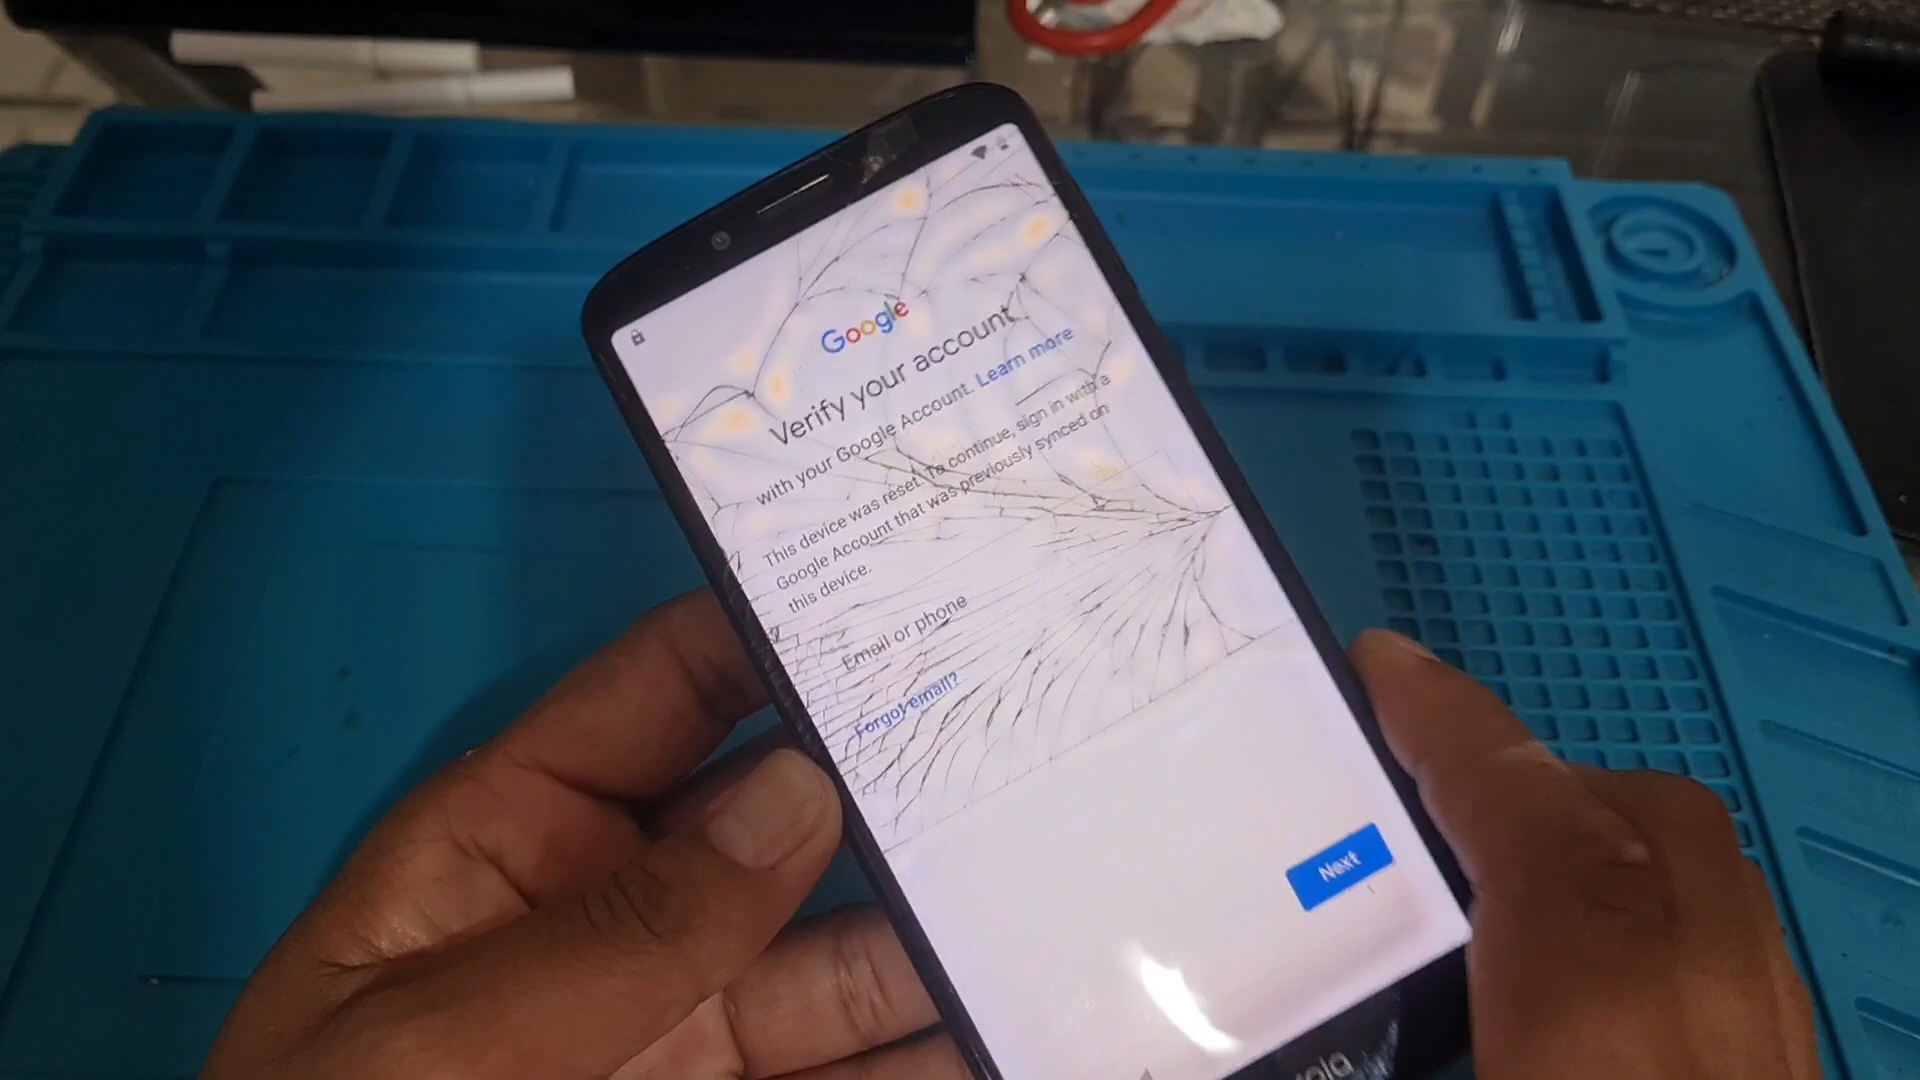 Google
Verify your account
with your Google Account. Learn more
This device was reset. To continue, sign in with a
Google Account that was previously synced on
this device.
Email or phone
Forgot email?
Next